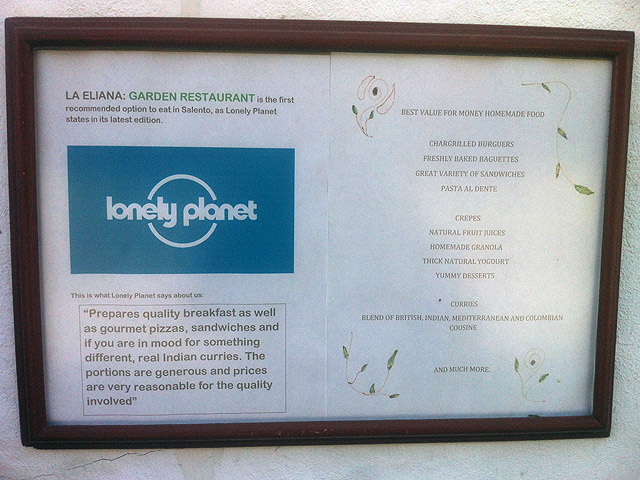 LA ELIANA: GARDEN RESTAURANT is the first
recommended option to eat in Salento, as Lonely Planet
states in its latest edition.
lonely planet
This is what Lonely Planet says about us:
"Prepares quality breakfast as well
as gourmet pizzas, sandwiches and
if you are in mood for something
different, real Indian curries. The
portions are generous and prices
are very reasonable for the quality
involved"
BEST VALUE FOR MONEY HOMEMADE FOOD
CHARGRILLED BURGUERS
FRESHLY BAKED BAGUETTES
GREAT VARIETY OF SANDWICHES
PASTA AL DENTE
CREPES
NATURAL FRUIT JUICES
HOMEMADE GRANOLA
THICK NATURAL YOGOURT
YUMMY DESSERTS
CURRIES
BLEND OF BRITISH, INDIAN, MEDITERRANEAN AND COLOMBIAN
COUSINE
AND MUCH MORE.